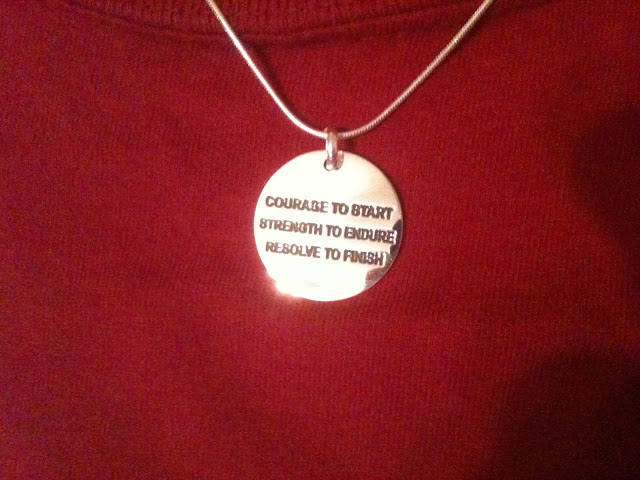 COURAGE TO START
STRENGTH TO ENDURE
RESOLVE TO FINISH